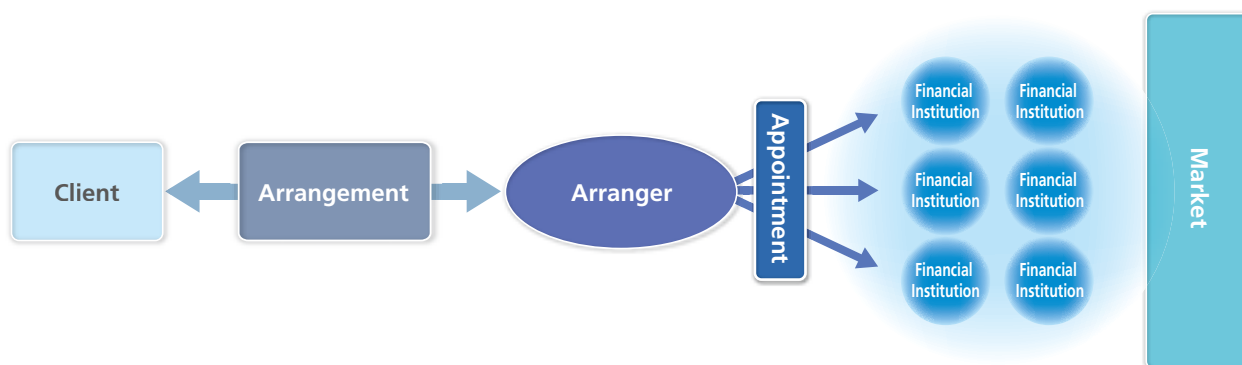 Client
Arrangement
Arranger
Appointment
Financial
Institution
Financial
Institution
Financial
Institution
Financial
Institution
Financial
Institution
Financial
Institution
Market